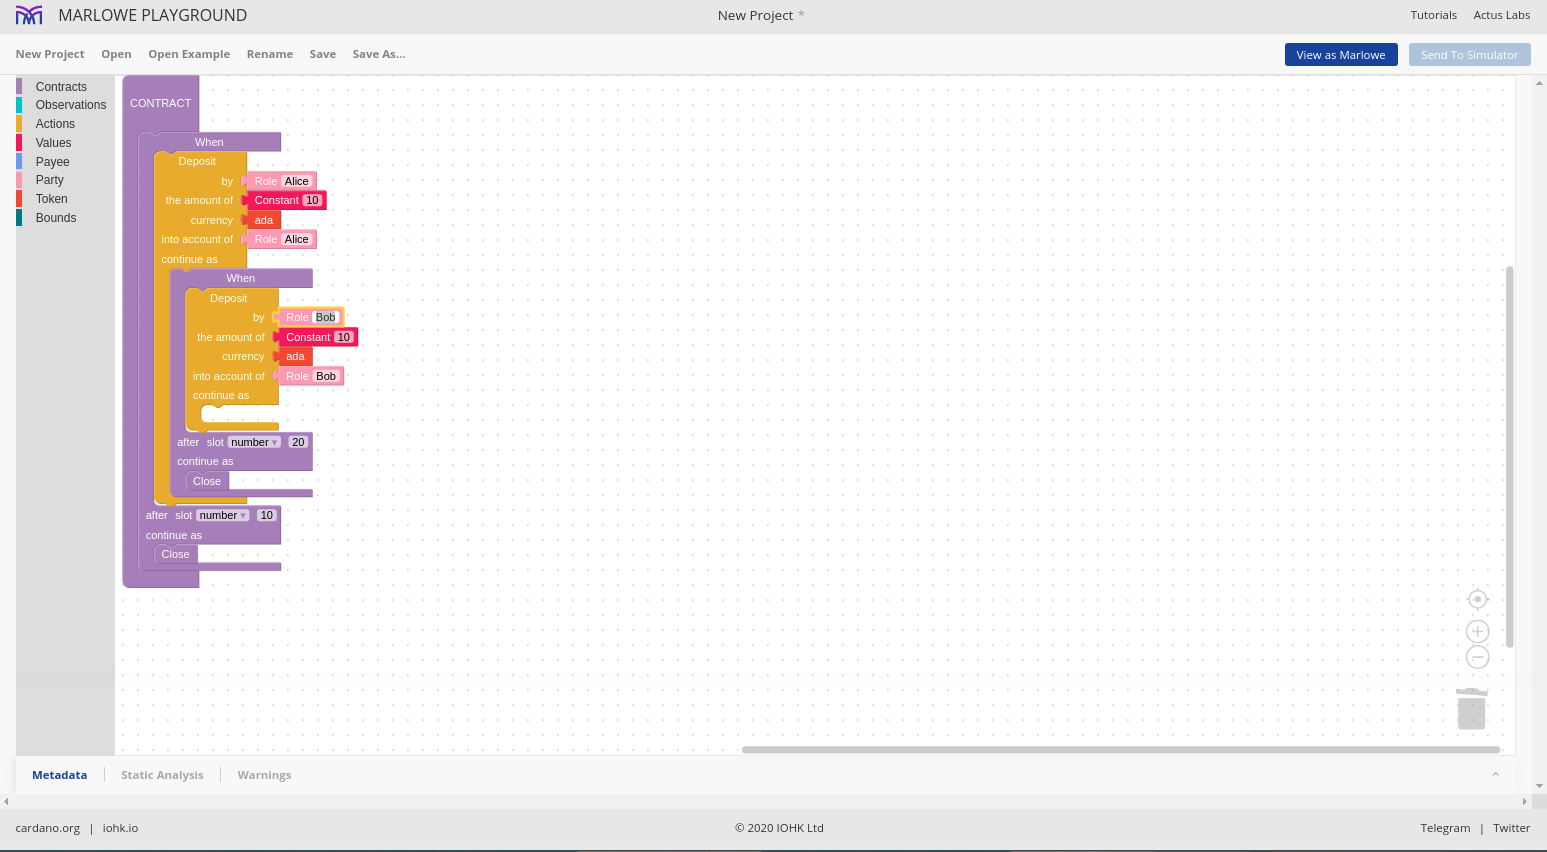 MARLOWE PLAYGROUND New Project * Tutorials Actus Labs
New Project Open Open Example Rename Save Save As... View as Marlowe Send To Simulator
Contracts
Observations
Actions
Values
Payee
Party
Token
Bounds
CONTRACT
When
Deposit
by Role Alice
the amount of Constant 10
currency ada
into account of Role Alice
continue as
When
Deposit
by Role Bob
the amount of Constant 10
currency ada
into account of Role Bob
continue as
after slot number ▾ 20
continue as
Close
after slot number ▾ 10
continue as
Close
Metadata Static Analysis Warnings
cardano.org | iohk.io © 2020 IOHK Ltd Telegram | Twitter